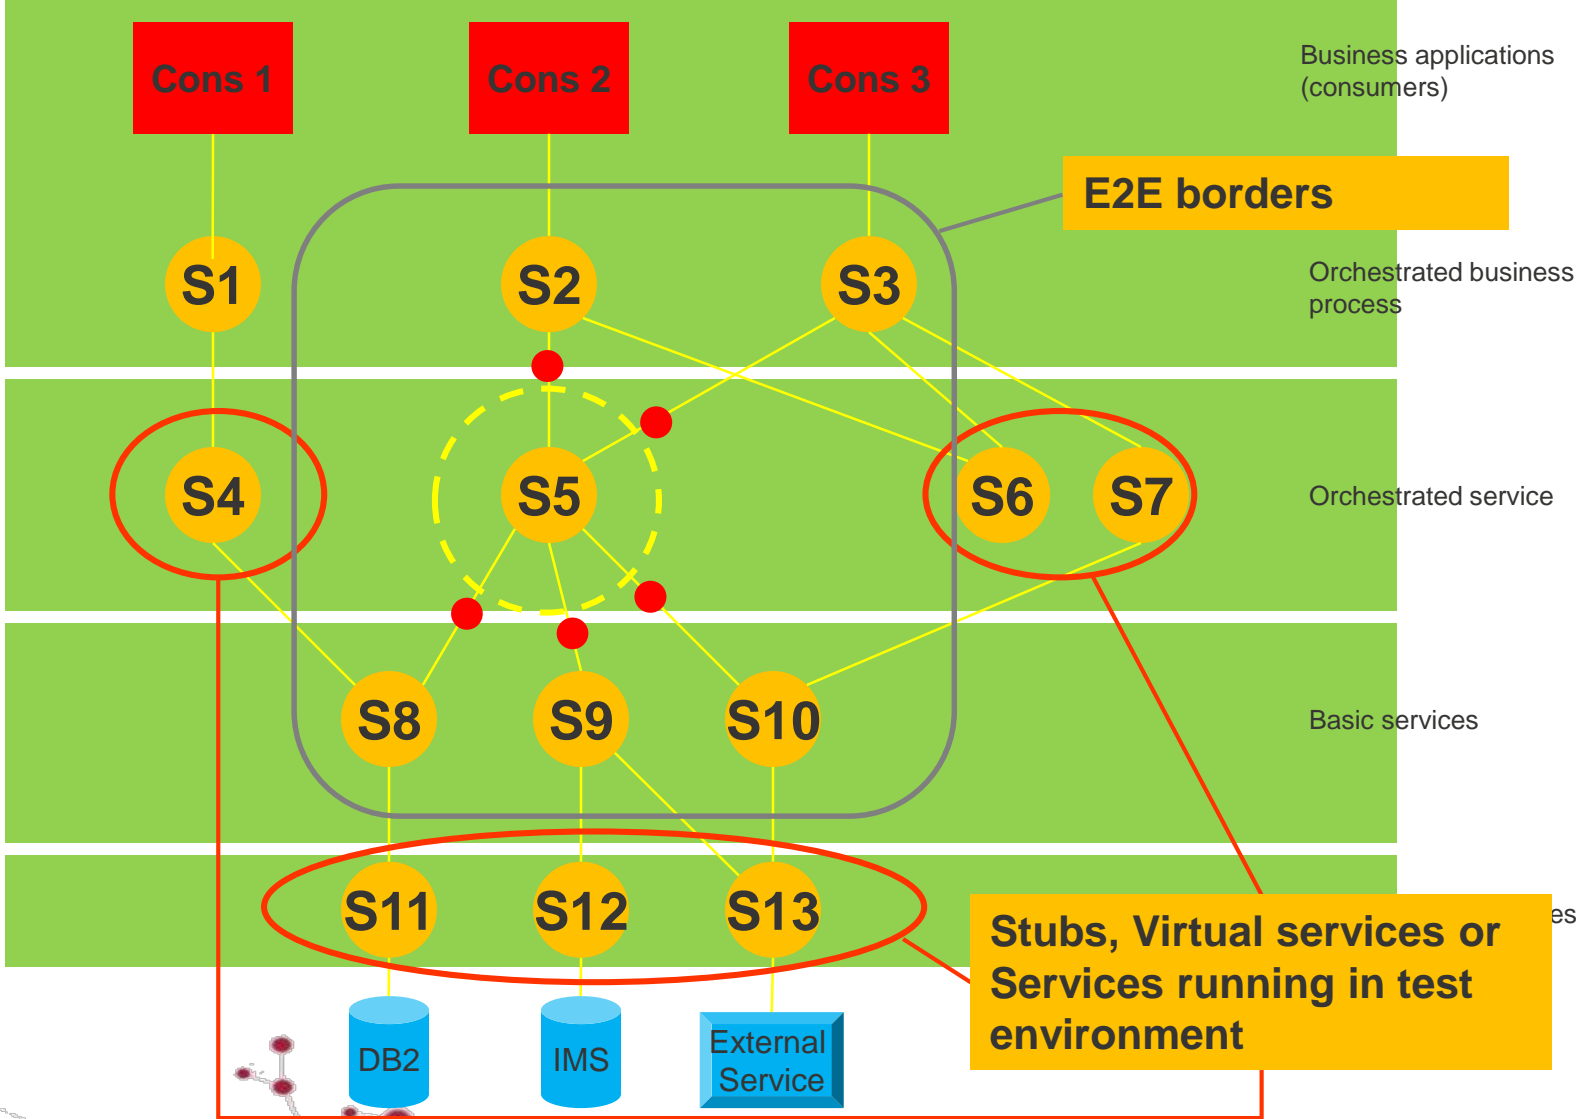 Cons 1
Cons 2
Cons 3
Business applications
(consumers)
E2E borders
S1
S2
S3
Orchestrated business
process
S4
S5
S6
S7
Orchestrated service
S8
S9
S10
Basic services
S11
S12
S13
Stubs, Virtual services or
Services running in test
environment
DB2
IMS
External
Service